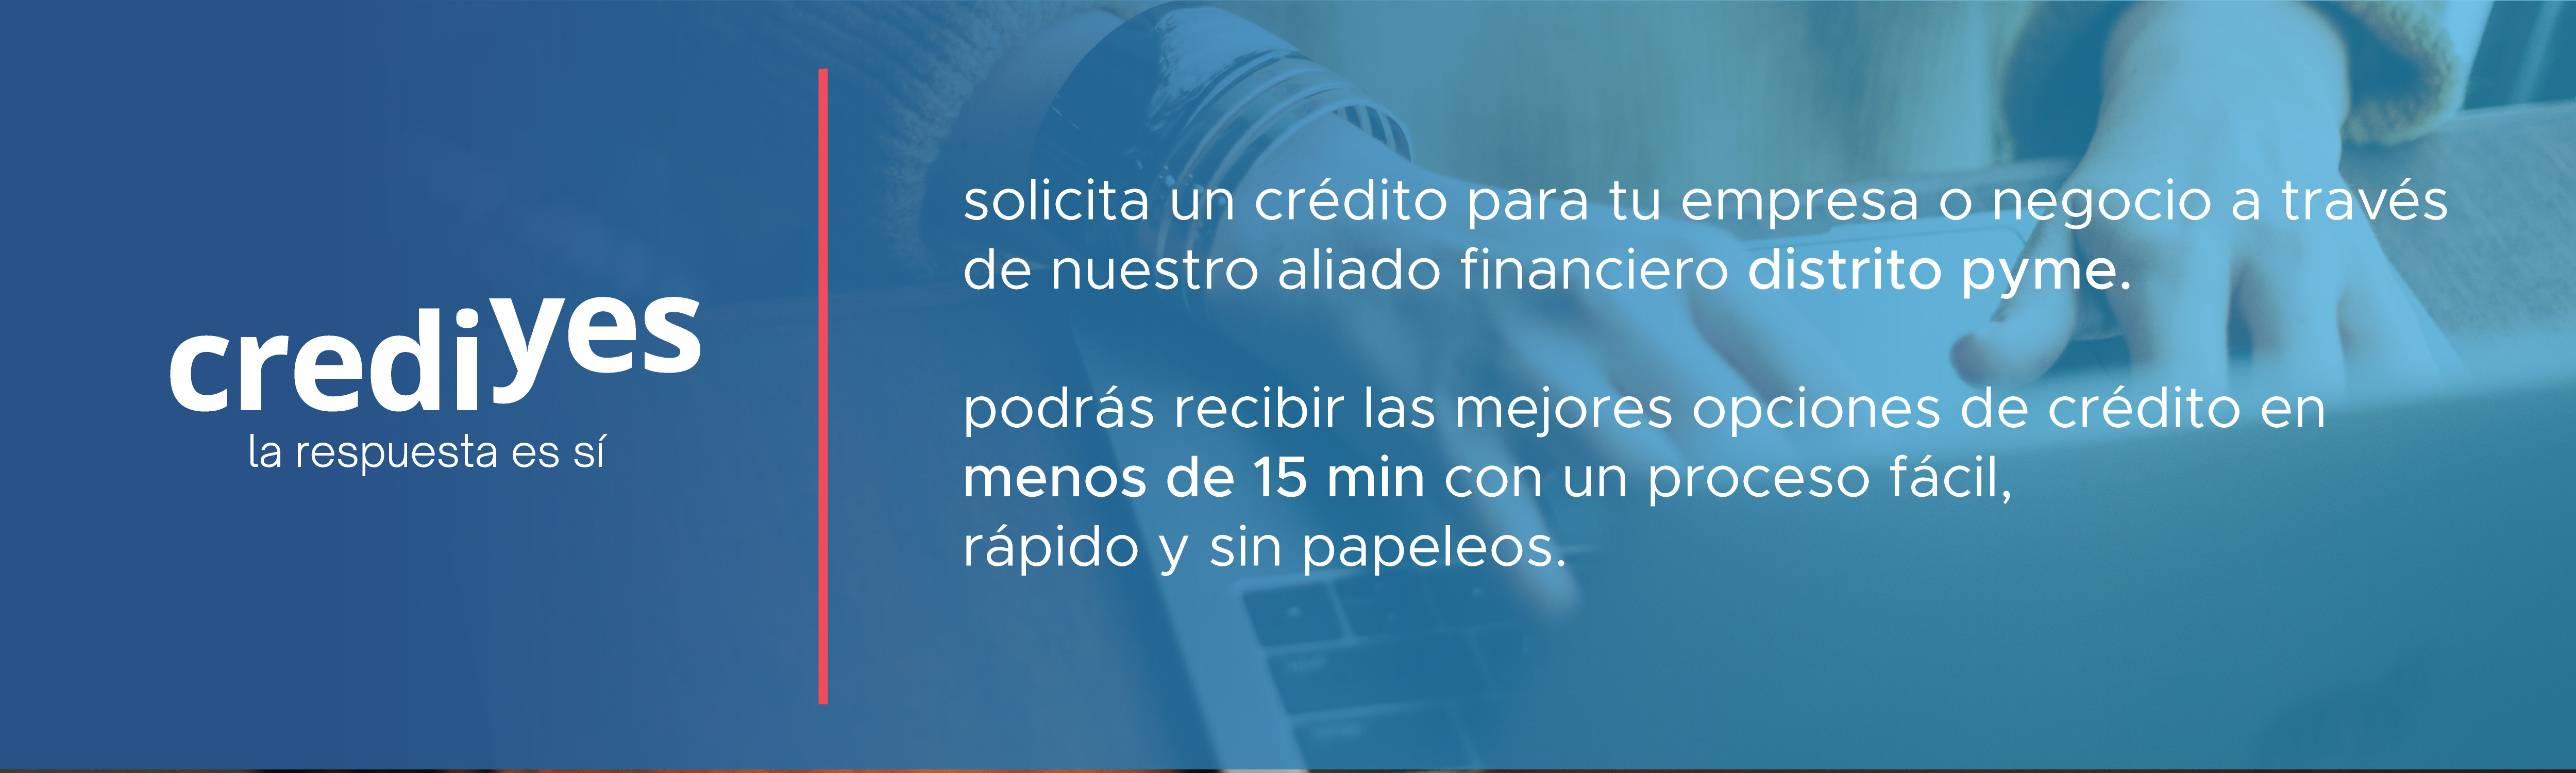 crediyes
la respuesta es sí
solicita un crédito para tu empresa o negocio a través
de nuestro aliado financiero distrito pyme.
podrás recibir las mejores opciones de crédito en
menos de 15 min con un proceso fácil,
rápido y sin papeleos.